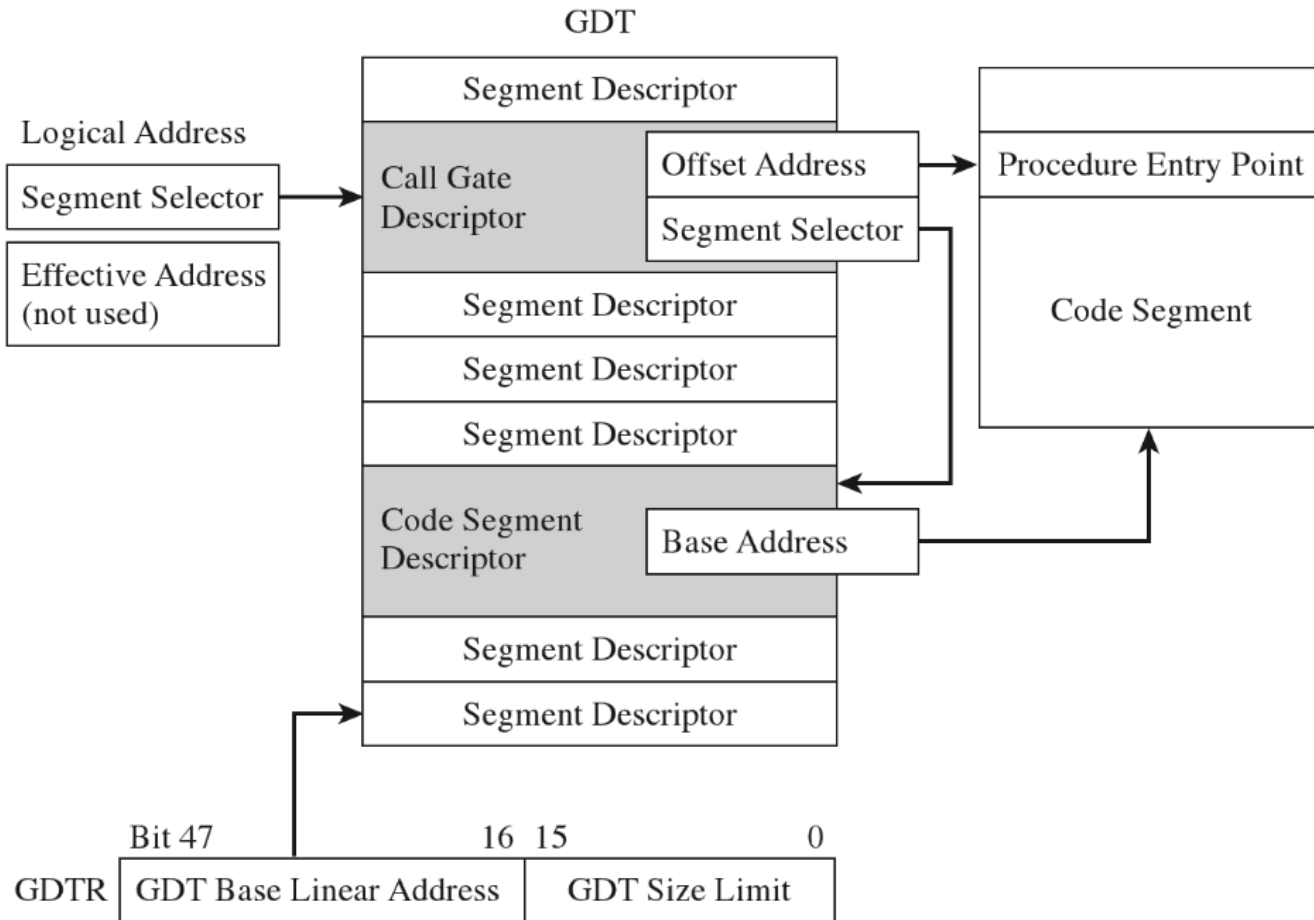 GDT
Segment Descriptor
Logical Address
Segment Selector
Effective Address
(not used)
Call Gate
Descriptor
Offset Address
Segment Selector
Procedure Entry Point
Code Segment
Segment Descriptor
Segment Descriptor
Segment Descriptor
Code Segment
Descriptor
Base Address
Segment Descriptor
Segment Descriptor
Bit 47 16 15 0
GDTR GDT Base Linear Address GDT Size Limit